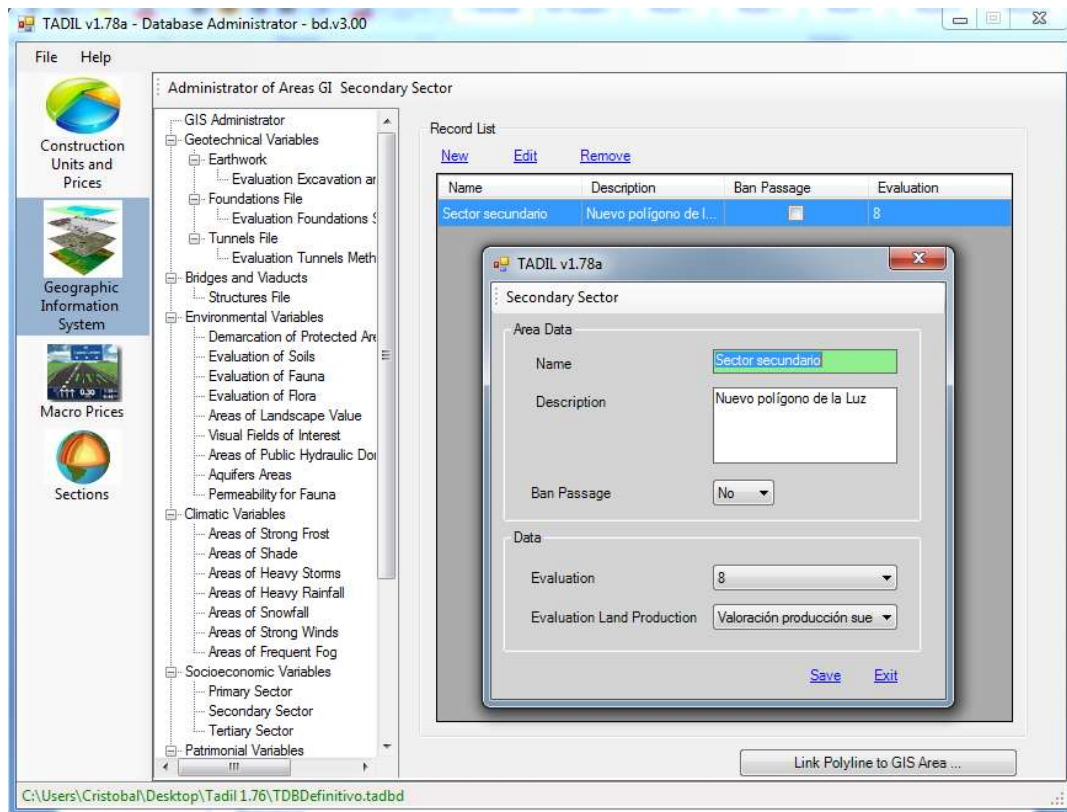 TADIL v1.78a - Database Administrator - bd.v3.00
File Help
Construction
Units and
Prices
Geographic
Information
System
Macro Prices
Sections
Administrator of Areas GI Secondary Sector
GIS Administrator
Geotechnical Variables
Earthwork
Evaluation Excavation ar
Foundations File
Evaluation Foundations S
Tunnels File
Evaluation Tunnels Meth
Bridges and Viaducts
Structures File
Environmental Variables
Demarcation of Protected Are
Evaluation of Soils
Evaluation of Fauna
Evaluation of Flora
Areas of Landscape Value
Visual Fields of Interest
Areas of Public Hydraulic Dor
Aquifers Areas
Permeability for Fauna
Climatic Variables
Areas of Strong Frost
Areas of Shade
Areas of Heavy Storms
Areas of Heavy Rainfall
Areas of Snowfall
Areas of Strong Winds
Areas of Frequent Fog
Socioeconomic Variables
Primary Sector
Secondary Sector
Tertiary Sector
Patrimonial Variables
Record List
New Edit Remove
Name Description Ban Passage Evaluation
Sector secundario Nuevo polígono de l... 8
TADIL v1.78a
Secondary Sector
Area Data
Name Sector secundario
Description Nuevo polígono de la Luz
Ban Passage No
Data
Evaluation 8
Evaluation Land Production Valoración producción sue
Save Exit
Link Polyline to GIS Area ...
C:\Users\Cristobal\Desktop\Tadil 1.76\TDBDefinitivo.tadbd